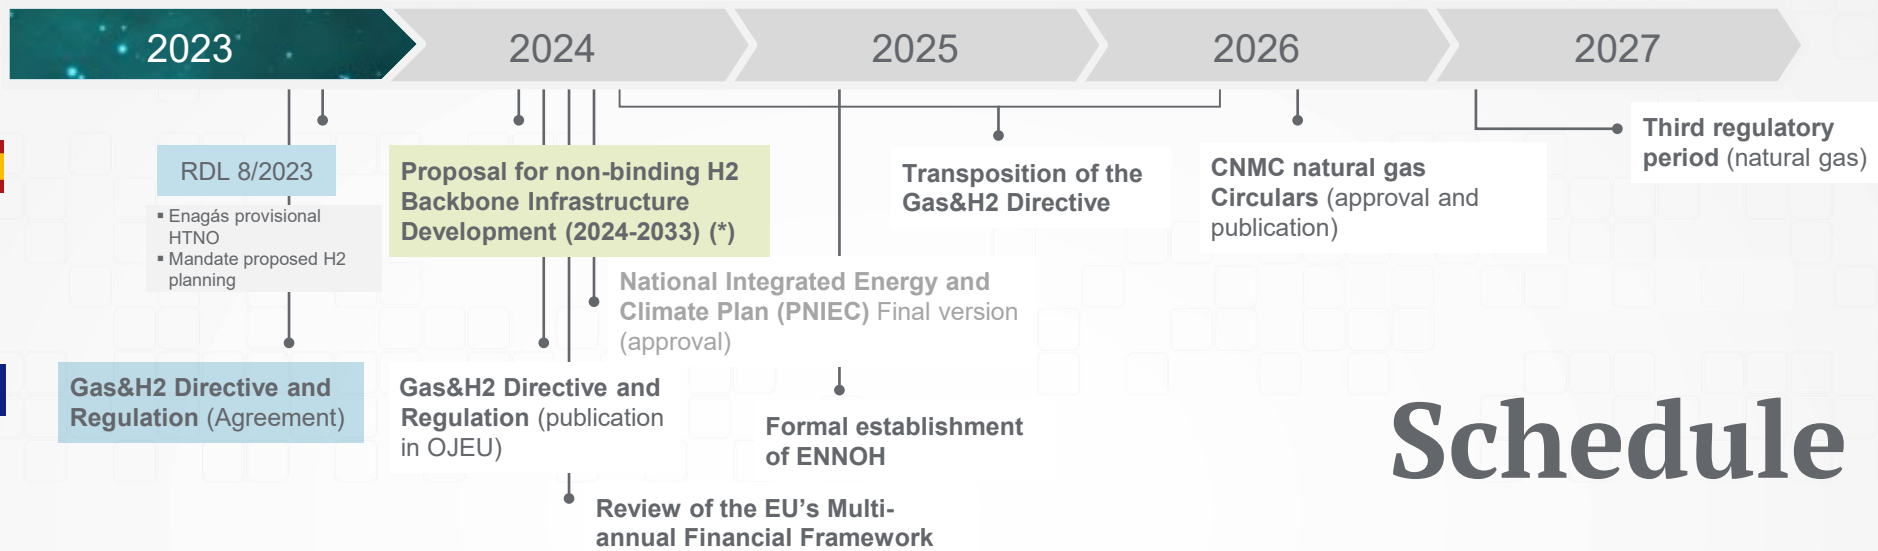 2023
2024
2025
2026
2027
RDL 8/2023
▪ Enagás provisional
HTNO
▪ Mandate proposed H2
planning
Proposal for non-binding H2
Backbone Infrastructure
Development (2024-2033) (*)
Transposition of the
Gas&H2 Directive
CNMC natural gas
Circulars (approval and
publication)
Third regulatory
period (natural gas)
National Integrated Energy and
Climate Plan (PNIEC) Final version
(approval)
Gas&H2 Directive and
Regulation (Agreement)
Gas&H2 Directive and
Regulation (publication
in OJEU)
Formal establishment
of ENNOH
Review of the EU’s Multi-
annual Financial Framework
Schedule